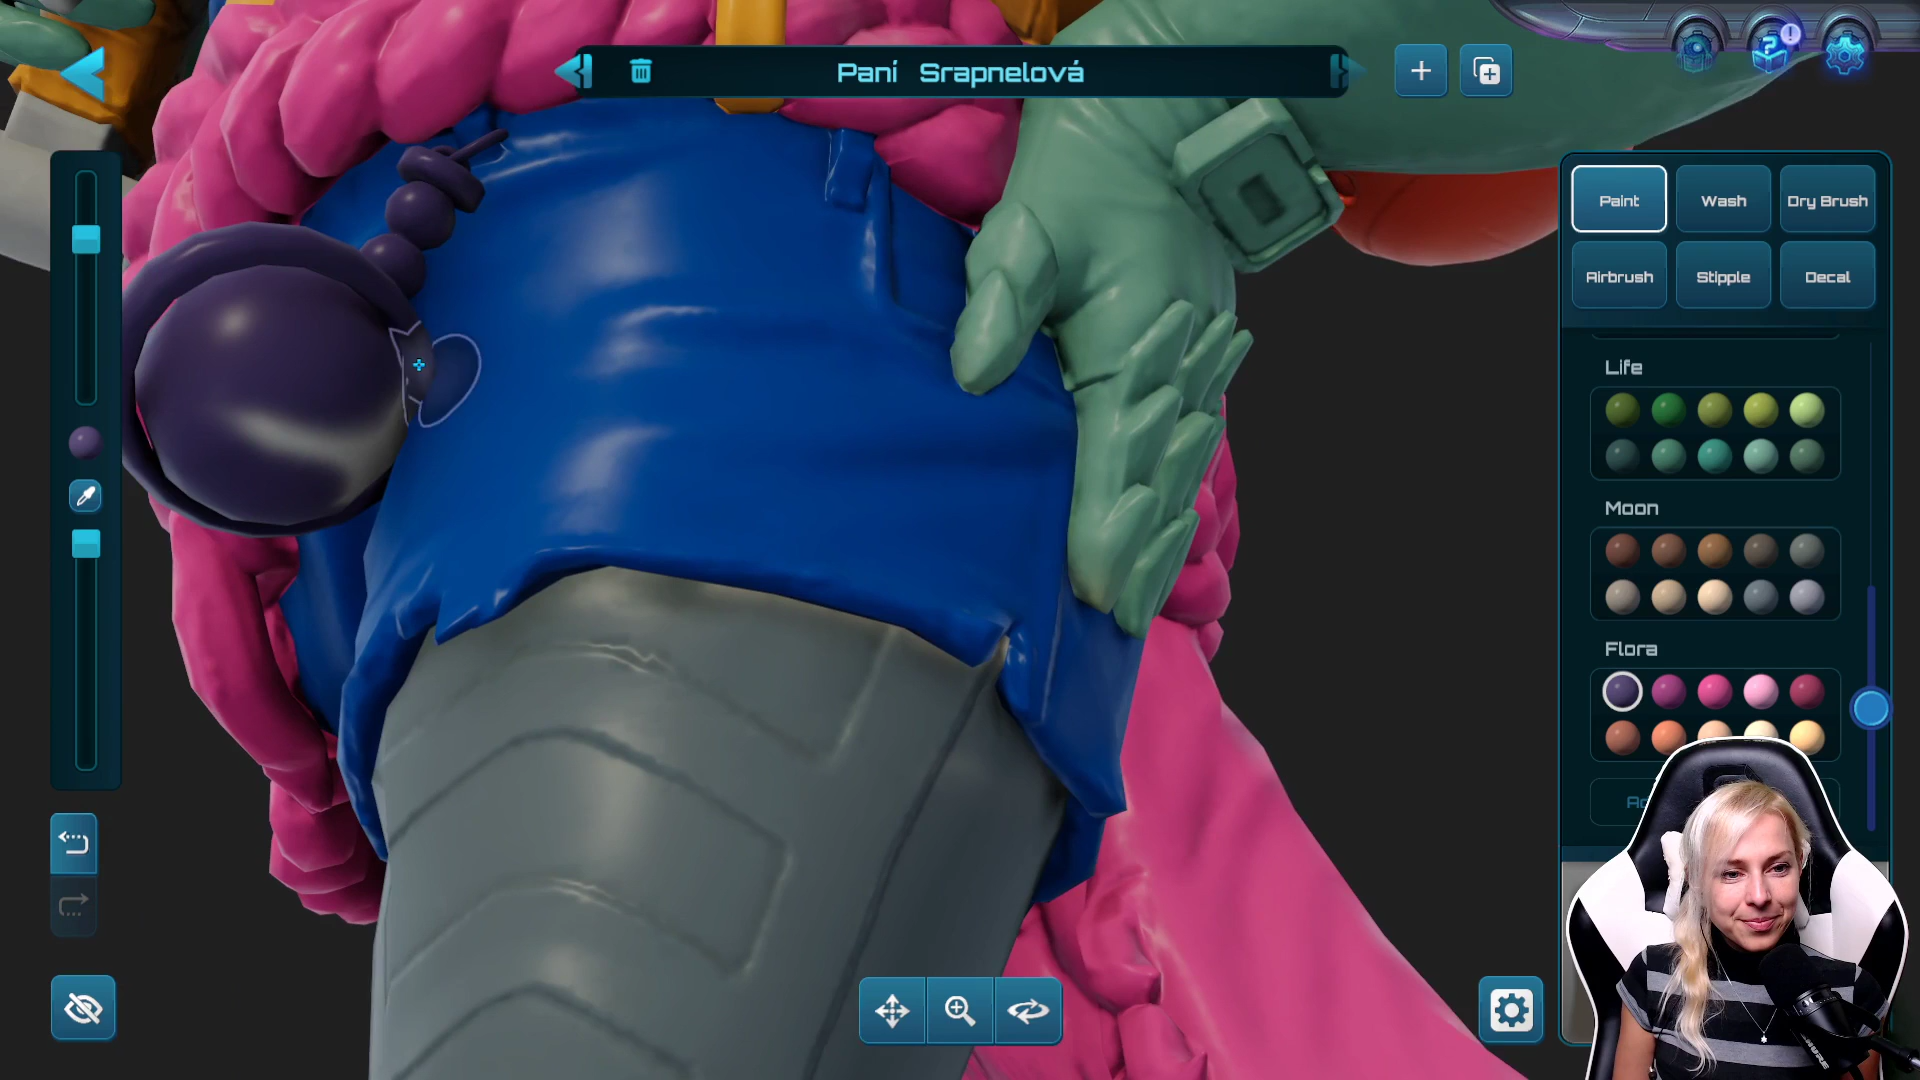 Paní Srapnelová
Paint
Wash
Dry Brush
Airbrush
Stipple
Decal
Life
Moon
Flora